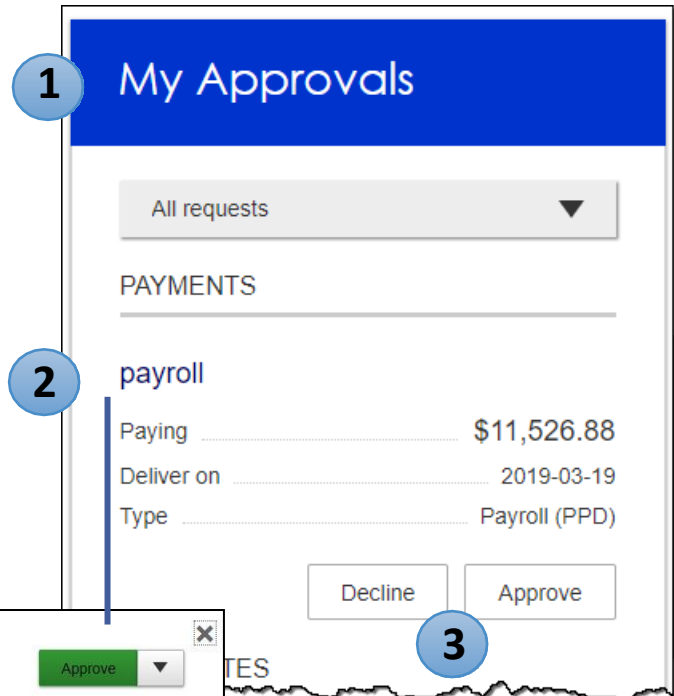 1
My Approvals
All requests
PAYMENTS
2
payroll
Paying $11,526.88
Deliver on 2019-03-19
Type Payroll (PPD)
Decline Approve
3
Approve
TES